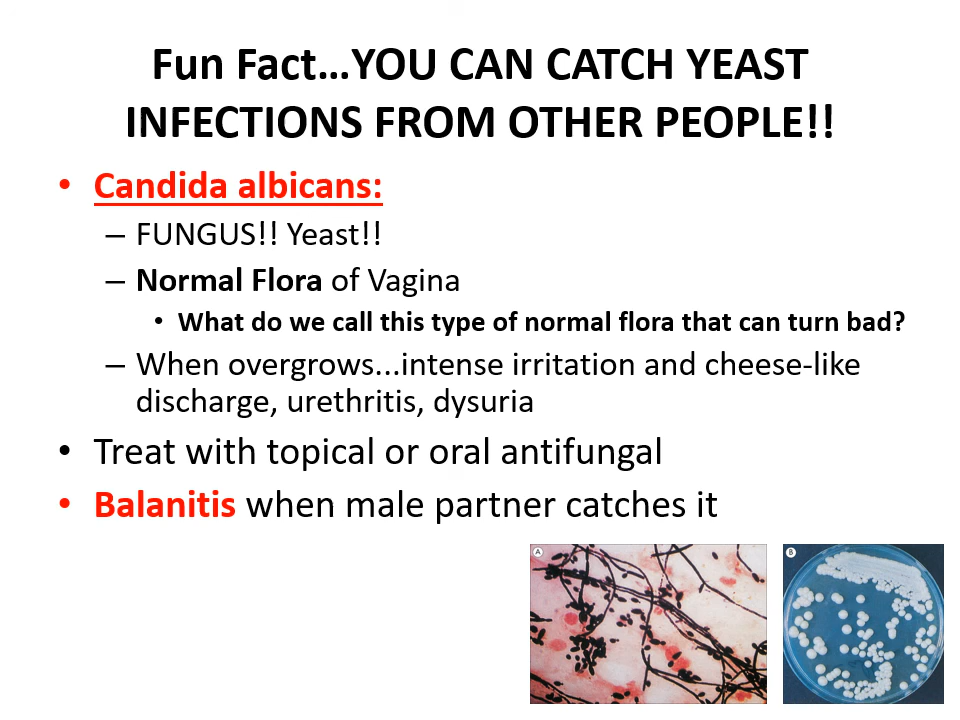 Fun Fact…YOU CAN CATCH YEAST
INFECTIONS FROM OTHER PEOPLE!!
• Candida albicans:
– FUNGUS!! Yeast!!
– Normal Flora of Vagina
• What do we call this type of normal flora that can turn bad?
– When overgrows...intense irritation and cheese-like
discharge, urethritis, dysuria
• Treat with topical or oral antifungal
• Balanitis when male partner catches it
A
B